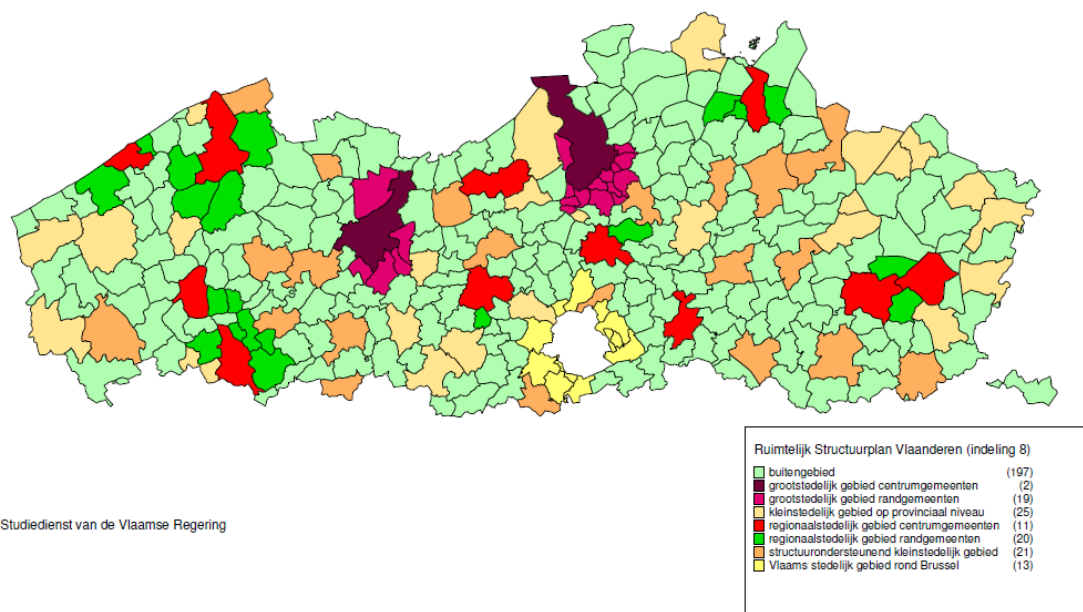 Ruimtelijk Structuurplan Vlaanderen (indeling 8)
buitengebied (197)
grootstedelijk gebied centrumgemeenten (2)
grootstedelijk gebied randgemeenten (19)
kleinstedelijk gebied op provinciaal niveau (25)
regionaalstedelijk gebied centrumgemeenten (11)
regionaalstedelijk gebied randgemeenten (20)
structuurondersteunend kleinstedelijk gebied (21)
Vlaams stedelijk gebied rond Brussel (13)
Studiedienst van de Vlaamse Regering